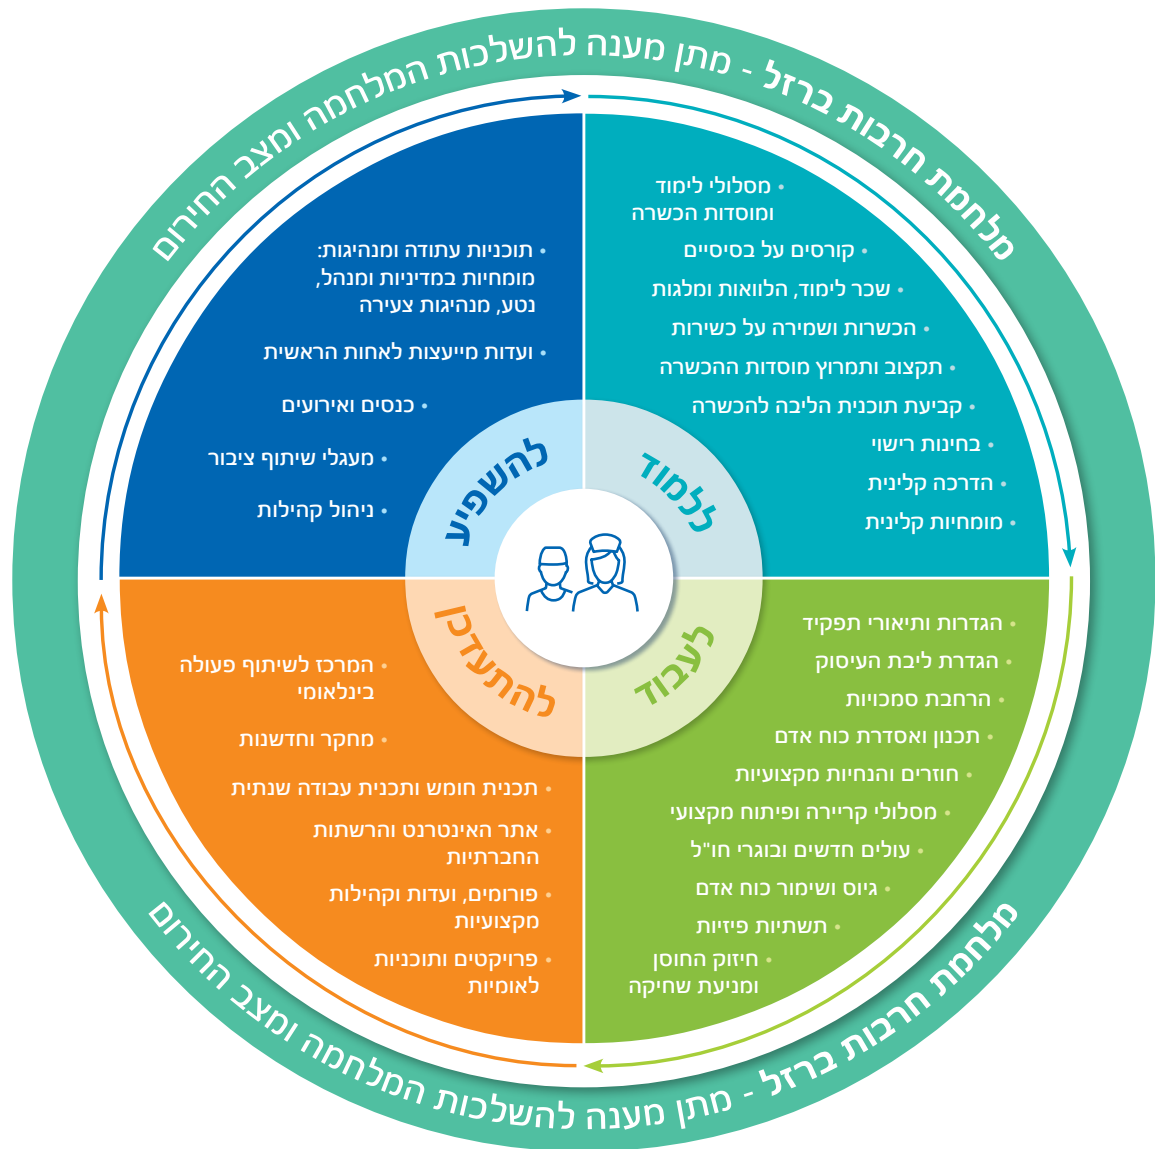 מלחמת חרבות ברזל - מתן מענה להשלכות המלחמה ומצב החירום
ללמוד
• מסלולי לימוד
ומוסדות הכשרה
• קורסים על בסיסיים
• שכר לימוד, הלוואות ומלגות
• הכשרות ושמירה על כשירות
• תקצוב ותמרוץ מוסדות ההכשרה
• קביעת תוכנית הליבה להכשרה
• בחינות רישוי
• הדרכה קלינית
• מומחיות קלינית
לעבוד
• הגדרות ותיאורי תפקיד
• הגדרת ליבת העיסוק
• הרחבת סמכויות
• תכנון ואסדרת כוח אדם
• חוזרים והנחיות מקצועיות
• מסלולי קריירה ופיתוח מקצועי
• עולים חדשים ובוגרי חו"ל
• גיוס ושימור כוח אדם
• תשתיות פיזיות
• חיזוק החוסן
ומניעת שחיקה
להתעדכן
• המרכז לשיתוף פעולה
בינלאומי
• מחקר וחדשנות
• תכנית חומש ותכנית עבודה שנתית
• אתר האינטרנט והרשתות
החברתיות
• פורומים, ועדות וקהילות
מקצועיות
• פרויקטים ותוכניות
לאומיות
להשפיע
• תוכניות עתודה ומנהיגות:
מומחיות במדיניות ומנהל,
נטע, מנהיגות צעירה
• ועדות מייעצות לאחות הראשית
• כנסים ואירועים
• מעגלי שיתוף ציבור
• ניהול קהילות
מלחמת חרבות ברזל - מתן מענה להשלכות המלחמה ומצב החירום